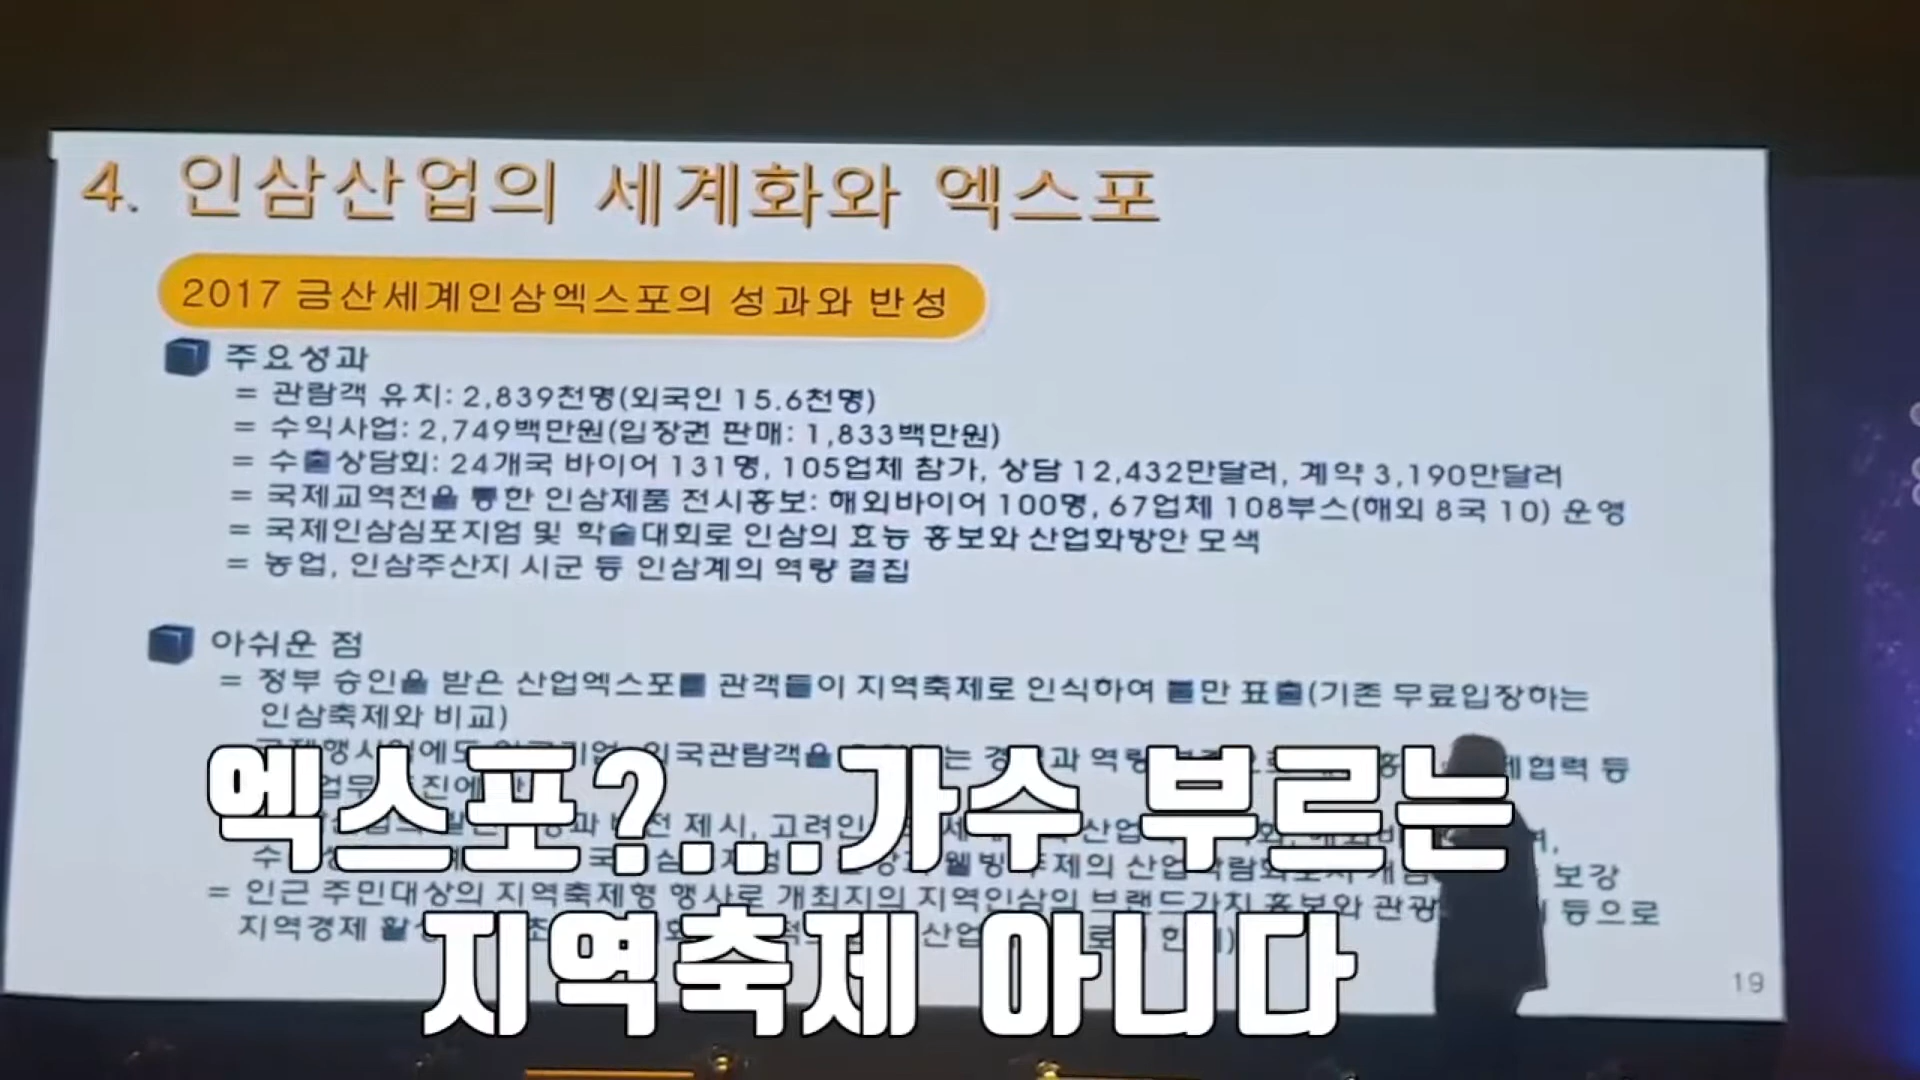 4. 인삼산업의 세계화와 엑스포
2017 금산세계인삼엑스포의 성과와 반성
주요성과
= 관람객 유치: 2,839천명(외국인 15.6천명)
= 수익사업: 2,749백만원(입장권 판매: 1,833백만원)
= 수출상담회: 24개국 바이어 131명, 105업체 참가, 상담 12,432만달러, 계약 3,190만달러
= 국제교역전을 통한 인삼제품 전시홍보: 해외바이어 100명, 67업체 108부스(해외 8국 10) 운영
= 국제인삼심포지엄 및 학술대회로 인삼의 효능 홍보와 산업화방안 모색
= 농업, 인삼주산지 시군 등 인삼계의 역량 결집
아쉬운 점
= 정부 승인을 받은 산업엑스포를 관객들이 지역축제로 인식하여 불만 표출(기존 무료입장하는
인삼축제와 비교)
외국관람객을 등
제시,
산업 보강
= 인근 주민대상의 지역축제형 행사로 개최지의 지역인삼의 브랜드가치 홍보와 등으로
지역경제
엑스포?...가수 부르는
지역축제 아니다
19